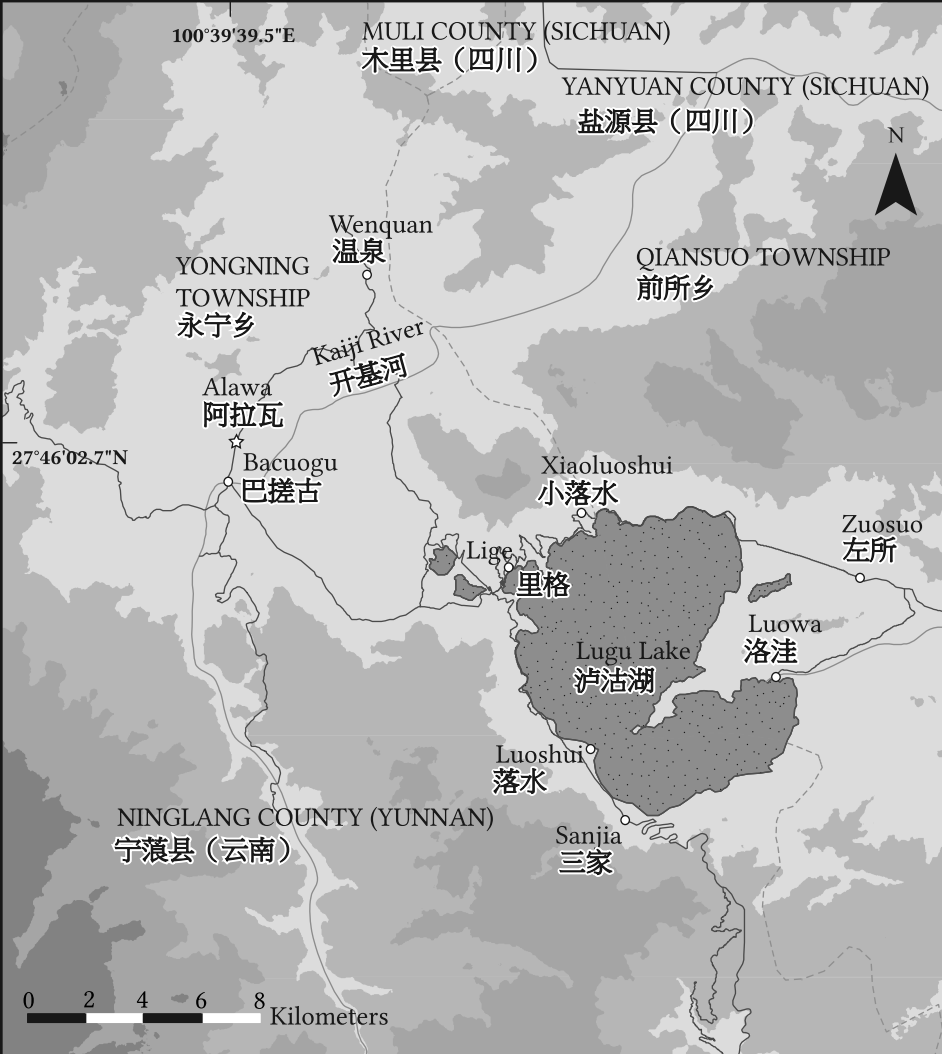 100°39'39.5"E
MULI COUNTY (SICHUAN)
木里县（四川）
YANYUAN COUNTY (SICHUAN)
盐源县（四川）
N
Wenquan
温泉
QIANSUO TOWNSHIP
前所乡
YONGNING
TOWNSHIP
永宁乡
Kaiji River
开基河
Alawa
阿拉瓦
27°46'02.7"N
Bacuogu
巴搓古
Xiaoluoshui
小落水
Zuosuo
左所
Lige
里格
Luowa
洛洼
Lugu Lake
泸沽湖
Luoshui
落水
NINGLANG COUNTY (YUNNAN)
宁蒗县（云南）
Sanjia
三家
0 2 4 6 8
Kilometers